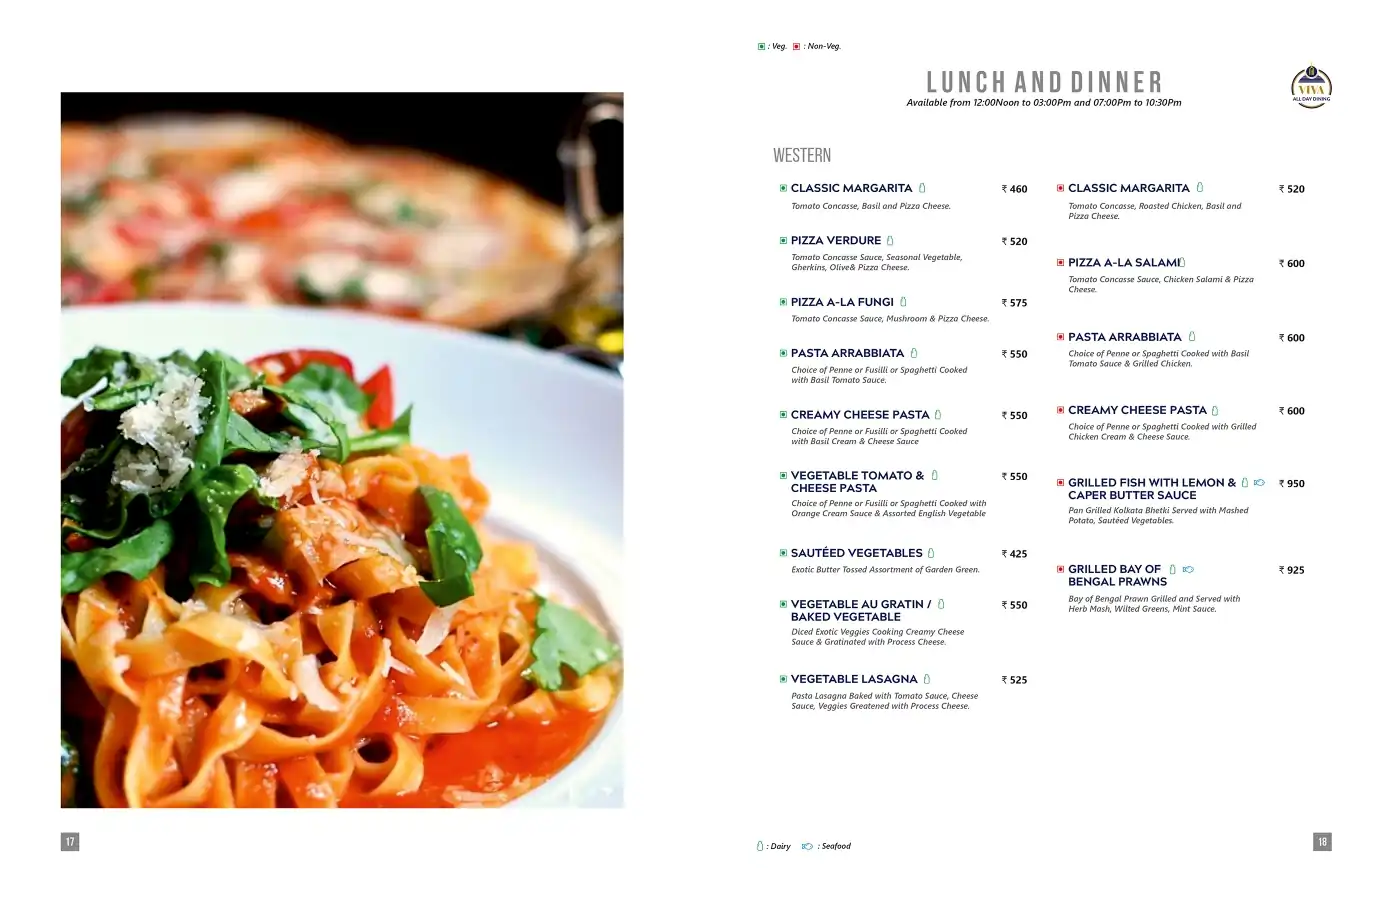 : Veg. : Non-Veg.
LUNCH AND DINNER
Available from 12:00Noon to 03:00Pm and 07:00Pm to 10:30Pm
VIVA
ALL DAY DINING
WESTERN
CLASSIC MARGARITA ₹ 460
Tomato Concasse, Basil and Pizza Cheese.
PIZZA VERDURE ₹ 520
Tomato Concasse Sauce, Seasonal Vegetable,
Gherkins, Olive& Pizza Cheese.
PIZZA A-LA FUNGI ₹ 575
Tomato Concasse Sauce, Mushroom & Pizza Cheese.
PASTA ARRABBIATA ₹ 550
Choice of Penne or Fusilli or Spaghetti Cooked
with Basil Tomato Sauce.
CREAMY CHEESE PASTA ₹ 550
Choice of Penne or Fusilli or Spaghetti Cooked
with Basil Cream & Cheese Sauce
VEGETABLE TOMATO & ₹ 550
CHEESE PASTA
Choice of Penne or Fusilli or Spaghetti Cooked with
Orange Cream Sauce & Assorted English Vegetable
SAUTÉED VEGETABLES ₹ 425
Exotic Butter Tossed Assortment of Garden Green.
VEGETABLE AU GRATIN / ₹ 550
BAKED VEGETABLE
Diced Exotic Veggies Cooking Creamy Cheese
Sauce & Gratinated with Process Cheese.
VEGETABLE LASAGNA ₹ 525
Pasta Lasagna Baked with Tomato Sauce, Cheese
Sauce, Veggies Greatened with Process Cheese.
CLASSIC MARGARITA ₹ 520
Tomato Concasse, Roasted Chicken, Basil and
Pizza Cheese.
PIZZA A-LA SALAMI ₹ 600
Tomato Concasse Sauce, Chicken Salami & Pizza
Cheese.
PASTA ARRABBIATA ₹ 600
Choice of Penne or Spaghetti Cooked with Basil
Tomato Sauce & Grilled Chicken.
CREAMY CHEESE PASTA ₹ 600
Choice of Penne or Spaghetti Cooked with Grilled
Chicken Cream & Cheese Sauce.
GRILLED FISH WITH LEMON & ₹ 950
CAPER BUTTER SAUCE
Pan Grilled Kolkata Bhetki Served with Mashed
Potato, Sautéed Vegetables.
GRILLED BAY OF ₹ 925
BENGAL PRAWNS
Bay of Bengal Prawn Grilled and Served with
Herb Mash, Wilted Greens, Mint Sauce.
17
: Dairy : Seafood
18